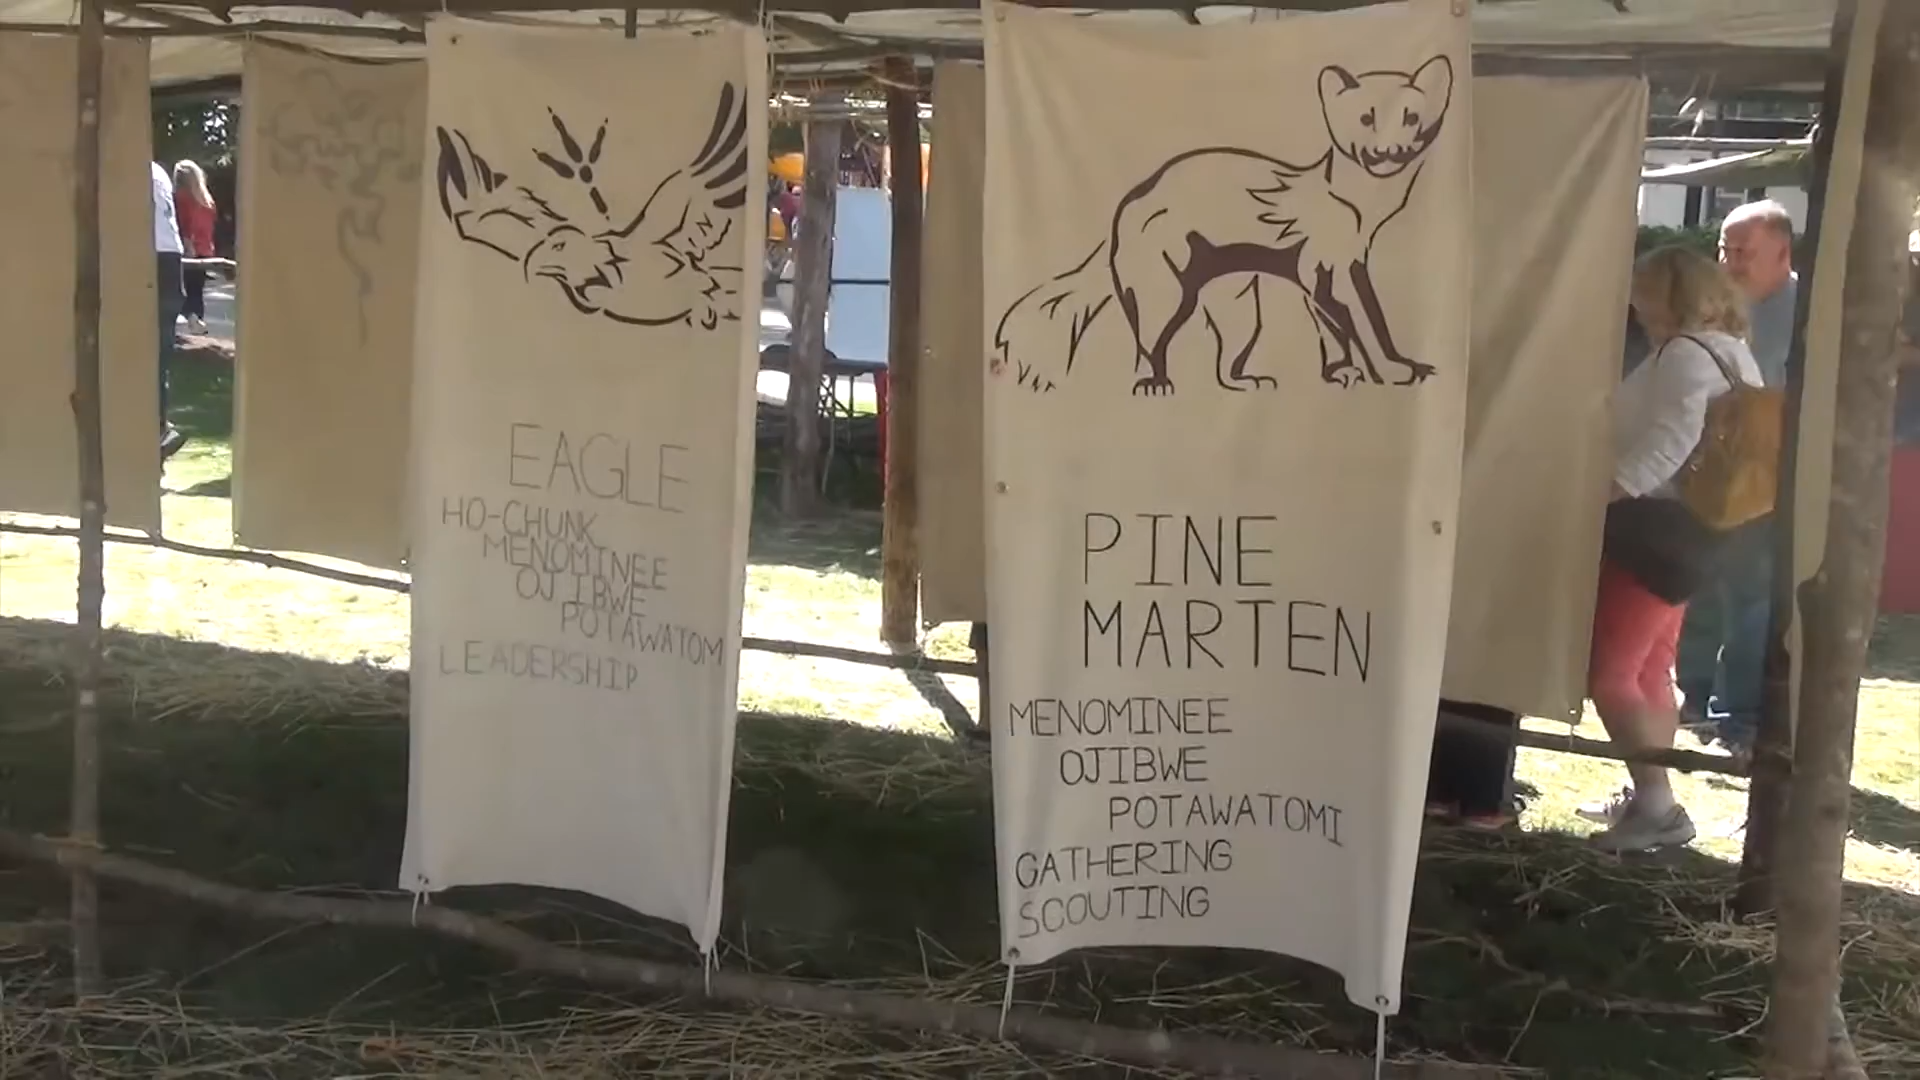 EAGLE
HO-CHUNK
MENOMINEE
OJIBWE
POTAWATOM
LEADERSHIP
PINE
MARTEN
MENOMINEE
OJIBWE
POTAWATOMI
GATHERING
SCOUTING